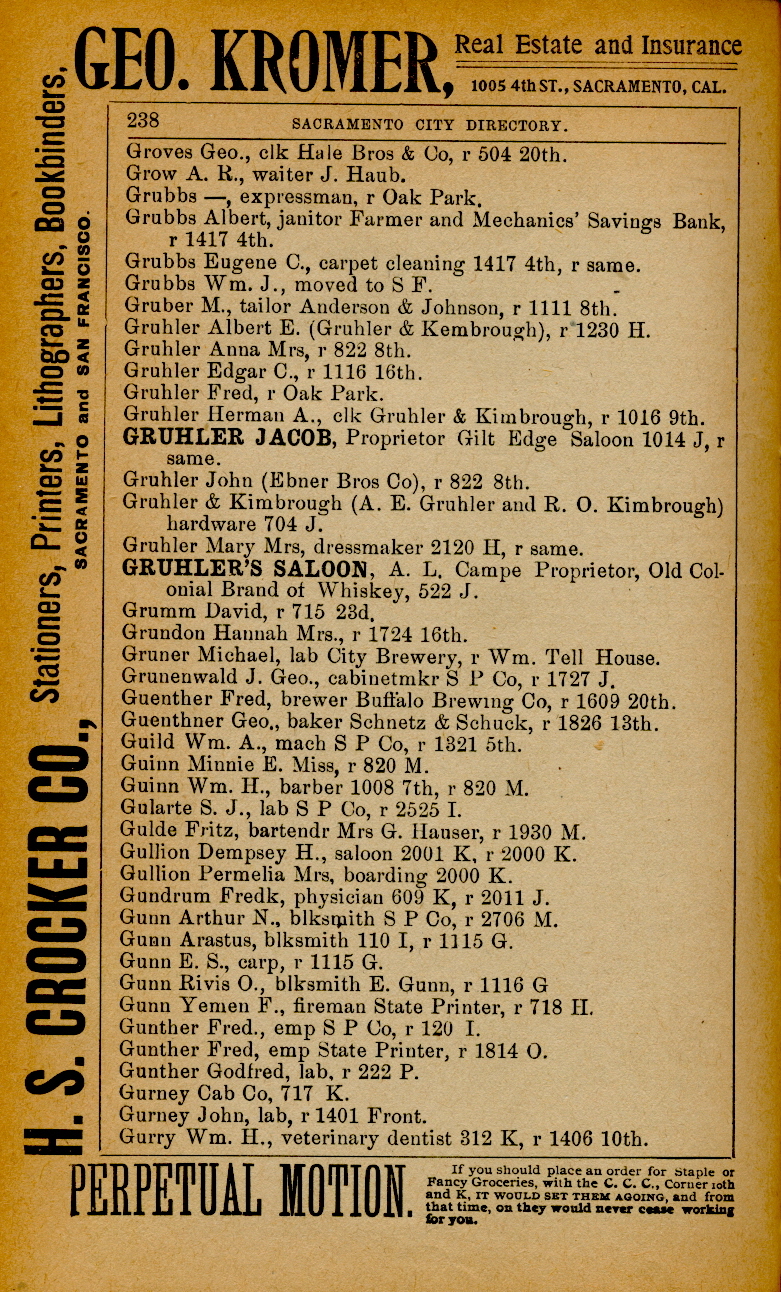 GEO. KROMER, Real Estate and Insurance
1005 4th ST., SACRAMENTO, CAL.
H. S. CROCKER CO., Stationers, Printers, Lithographers, Bookbinders,
SACRAMENTO and SAN FRANCISCO.
238 SACRAMENTO CITY DIRECTORY.
Groves Geo., clk Hale Bros & Co, r 504 20th.
Grow A. R., waiter J. Haub.
Grubbs —, expressman, r Oak Park.
Grubbs Albert, janitor Farmer and Mechanics' Savings Bank,
r 1417 4th.
Grubbs Eugene C., carpet cleaning 1417 4th, r same.
Grubbs Wm. J., moved to S F.
Gruber M., tailor Anderson & Johnson, r 1111 8th.
Gruhler Albert E. (Gruhler & Kembrough), r 1230 H.
Gruhler Anna Mrs, r 822 8th.
Gruhler Edgar C., r 1116 16th.
Gruhler Fred, r Oak Park.
Gruhler Herman A., clk Gruhler & Kimbrough, r 1016 9th.
GRUHLER JACOB, Proprietor Gilt Edge Saloon 1014 J, r
same.
Gruhler John (Ebner Bros Co), r 822 8th.
Gruhler & Kimbrough (A. E. Gruhler and R. O. Kimbrough)
hardware 704 J.
Gruhler Mary Mrs, dressmaker 2120 H, r same.
GRUHLER'S SALOON, A. L. Campe Proprietor, Old Col-
onial Brand of Whiskey, 522 J.
Grumm David, r 715 23d.
Grundon Hannah Mrs., r 1724 16th.
Gruner Michael, lab City Brewery, r Wm. Tell House.
Grunenwald J. Geo., cabinetmkr S P Co, r 1727 J.
Guenther Fred, brewer Buffalo Brewing Co, r 1609 20th.
Guenthner Geo., baker Schnetz & Schuck, r 1826 13th.
Guild Wm. A., mach S P Co, r 1321 5th.
Guinn Minnie E. Miss, r 820 M.
Guinn Wm. H., barber 1008 7th, r 820 M.
Gularte S. J., lab S P Co, r 2525 I.
Gulde Fritz, bartendr Mrs G. Hauser, r 1930 M.
Gullion Dempsey H., saloon 2001 K, r 2000 K.
Gullion Permelia Mrs, boarding 2000 K.
Gundrum Fredk, physician 609 K, r 2011 J.
Gunn Arthur N., blksmith S P Co, r 2706 M.
Gunn Arastus, blksmith 110 I, r 1115 G.
Gunn E. S., carp, r 1115 G.
Gunn Rivis O., blksmith E. Gunn, r 1116 G
Gunn Yemen F., fireman State Printer, r 718 H.
Gunther Fred., emp S P Co, r 120 I.
Gunther Fred, emp State Printer, r 1814 O.
Gunther Godfred, lab, r 222 P.
Gurney Cab Co, 717 K.
Gurney John, lab, r 1401 Front.
Gurry Wm. H., veterinary dentist 312 K, r 1406 10th.
PERPETUAL MOTION. If you should place an order for Staple or
Fancy Groceries, with the C. C. C., Corner 10th
and K, IT WOULD SET THEM AGOING, and from
that time, on they would never cease working
for you.